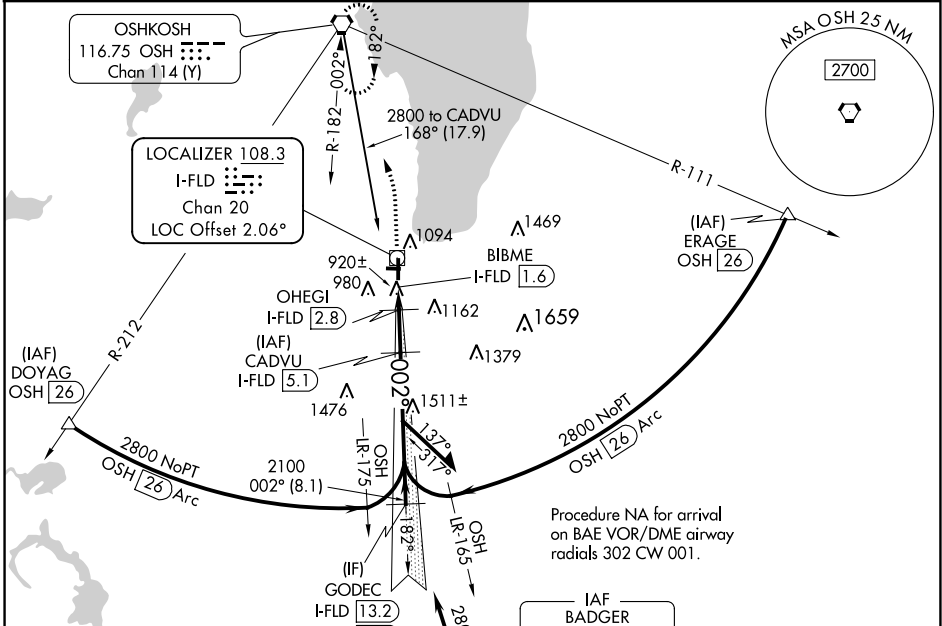 OSHKOSH
116.75 OSH
Chan 114 (Y)
MSA OSH 25 NM
2700
R-182
002°
182°
2800 to CADVU
168° (17.9)
LOCALIZER 108.3
I-FLD
Chan 20
LOC Offset 2.06°
R-111
(IAF)
ERAGE
OSH 26
1094
1469
920±
980
BIBME
I-FLD 1.6
OHEGI
I-FLD 2.8
1162
1659
R-212
(IAF)
CADVU
I-FLD 5.1
1379
(IAF)
DOYAG
OSH 26
002°
1476
1511±
2800 NoPT
OSH 26 Arc
2800 NoPT
OSH 26 Arc
137°
317°
OSH
LR-175
2100
002° (8.1)
182°
OSH
LR-165
Procedure NA for arrival
on BAE VOR/DME airway
radials 302 CW 001.
(IF)
GODEC
I-FLD 13.2
IAF
BADGER